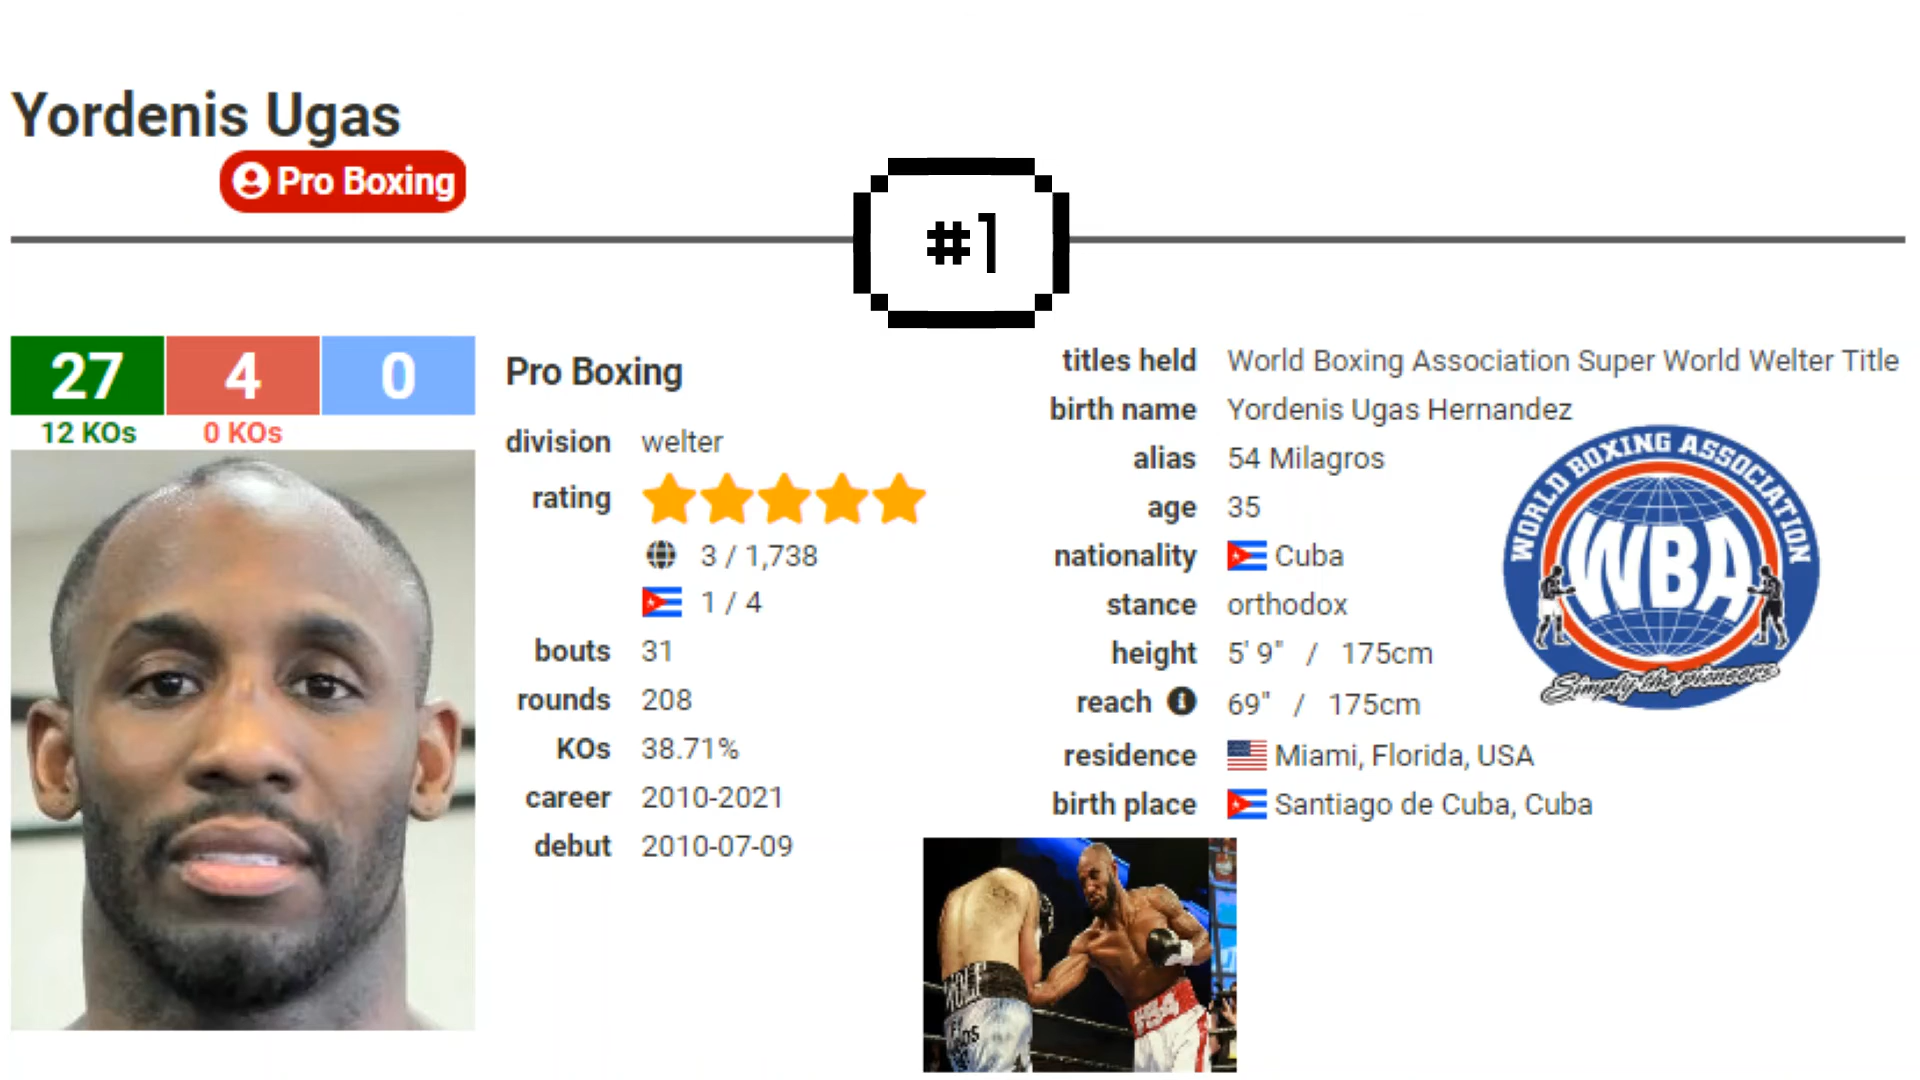 Yordenis Ugas
Pro Boxing
#1
27 4 0
12 KOs 0 KOs
Pro Boxing
division welter
rating
3 / 1,738
1 / 4
bouts 31
rounds 208
KOs 38.71%
career 2010-2021
debut 2010-07-09
titles held World Boxing Association Super World Welter Title
birth name Yordenis Ugas Hernandez
alias 54 Milagros
age 35
nationality Cuba
stance orthodox
height 5' 9" / 175cm
reach 69" / 175cm
residence Miami, Florida, USA
birth place Santiago de Cuba, Cuba
WORLD BOXING ASSOCIATION
WBA
Simply the pioneers